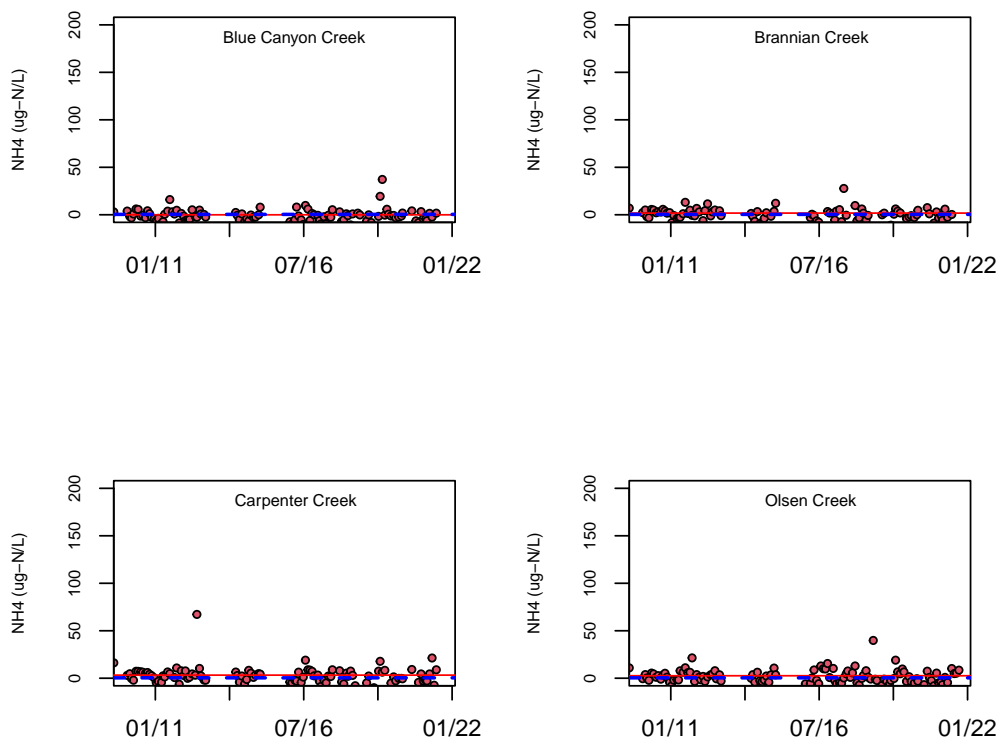 Blue Canyon Creek
NH4 (ug−N/L)
200
150
100
50
0
01/11 07/16 01/22
Brannian Creek
NH4 (ug−N/L)
200
150
100
50
0
01/11 07/16 01/22
Carpenter Creek
NH4 (ug−N/L)
200
150
100
50
0
01/11 07/16 01/22
Olsen Creek
NH4 (ug−N/L)
200
150
100
50
0
01/11 07/16 01/22